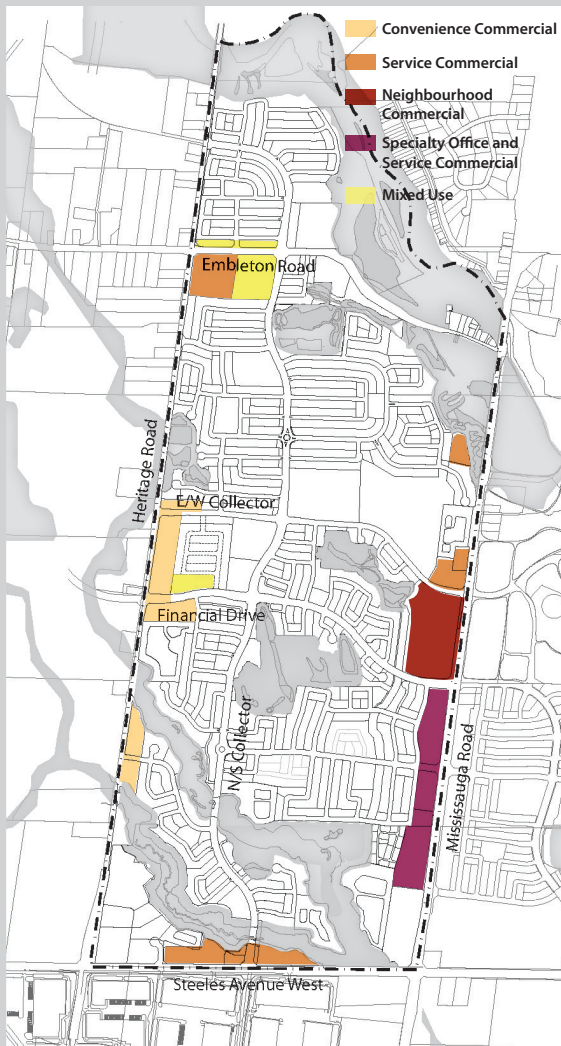 Convenience Commercial
Service Commercial
Neighbourhood
Commercial
Specialty Office and
Service Commercial
Mixed Use
Embleton Road
Heritage Road
E/W Collector
Financial Drive
N/S Collector
Mississauga Road
Steeles Avenue West